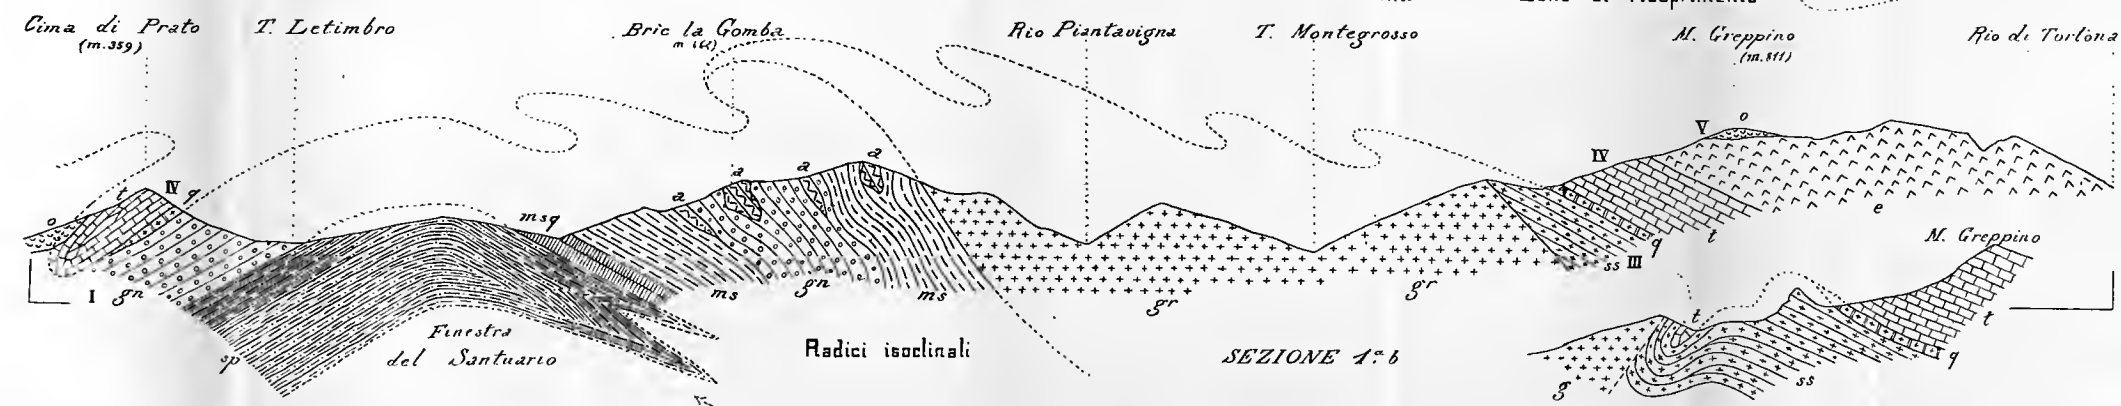 Cima di Prato
(m.359)
T. Letimbro
Bric la Gomba
Rio Piantavigna
T. Montegrosso
M. Greppino
(m.811)
Rio di Tortona
o
t
IV
q
msq
a
a
a
a
IV
V
o
e
t
q
III
ss
I
gn
sp
Finestra
del Santuario
ms
gn
ms
Radici isoclinali
gr
gr
SEZIONE 1ª b
M. Greppino
t
t
q
ss
g